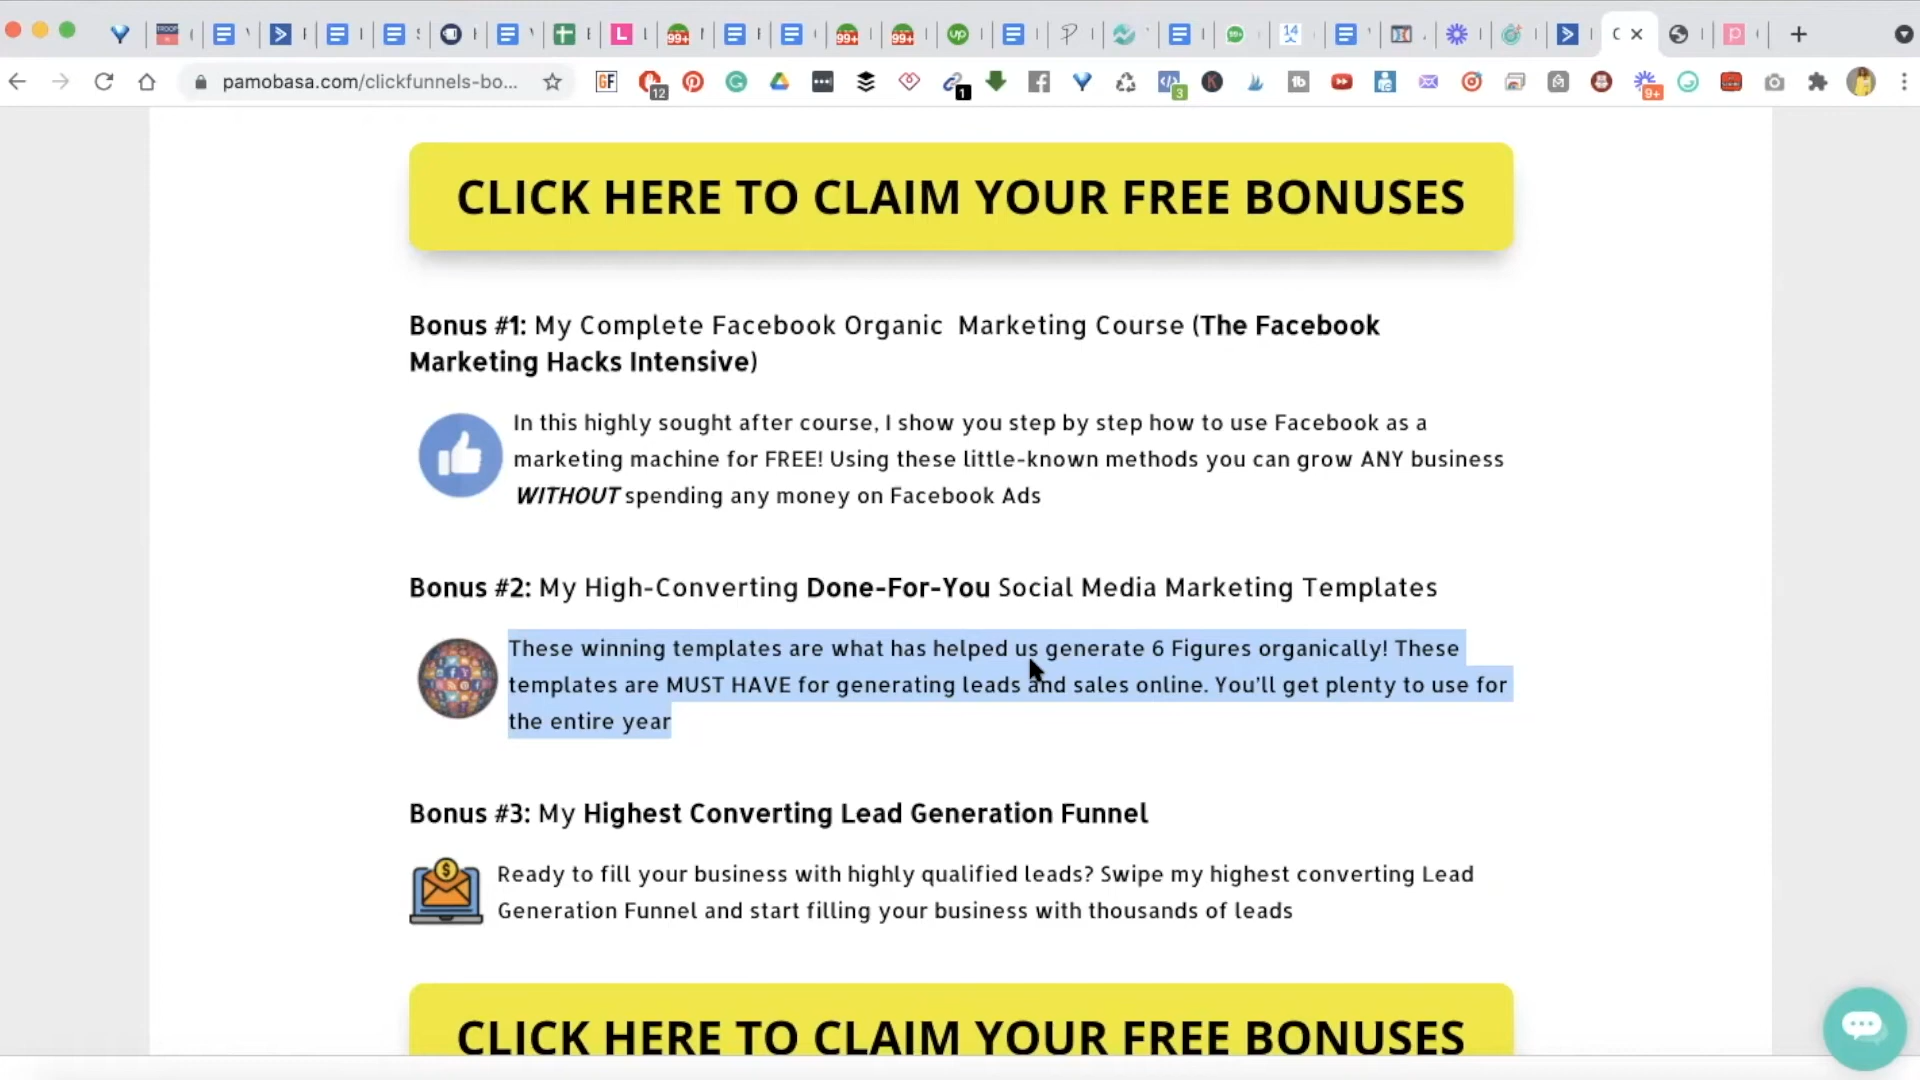 pamobasa.com/clickfunnels-bo...
CLICK HERE TO CLAIM YOUR FREE BONUSES
Bonus #1: My Complete Facebook Organic Marketing Course (The Facebook
Marketing Hacks Intensive)
In this highly sought after course, I show you step by step how to use Facebook as a
marketing machine for FREE! Using these little-known methods you can grow ANY business
WITHOUT spending any money on Facebook Ads
Bonus #2: My High-Converting Done-For-You Social Media Marketing Templates
These winning templates are what has helped us generate 6 Figures organically! These
templates are MUST HAVE for generating leads and sales online. You'll get plenty to use for
the entire year
Bonus #3: My Highest Converting Lead Generation Funnel
Ready to fill your business with highly qualified leads? Swipe my highest converting Lead
Generation Funnel and start filling your business with thousands of leads
CLICK HERE TO CLAIM YOUR FREE BONUSES